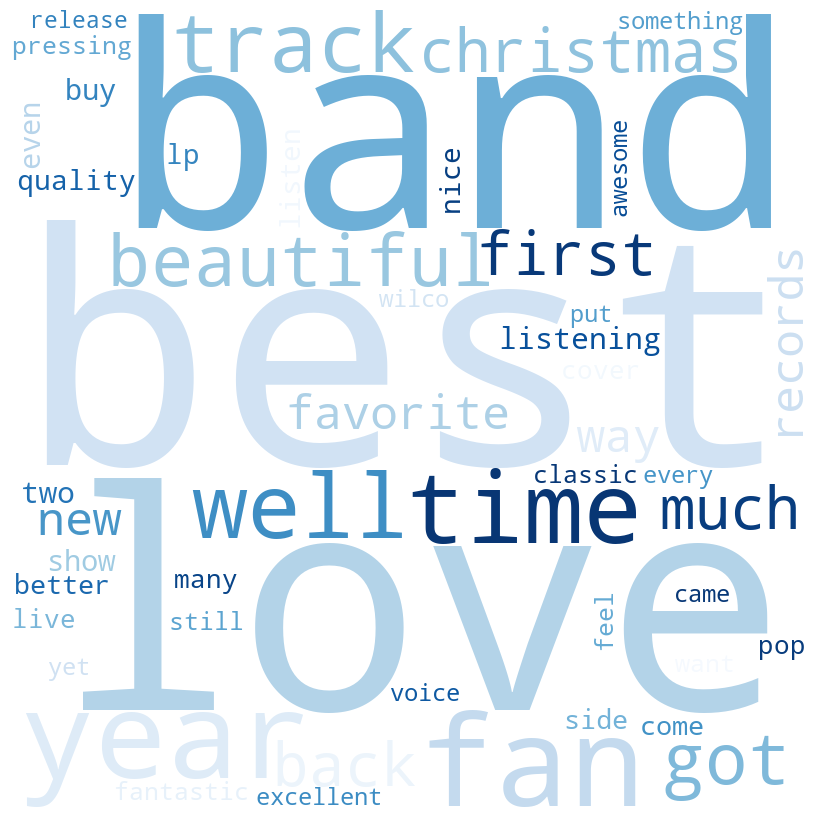 release
pressing
track
christmas
something
band
buy
even
lp
listen
nice
awesome
quality
beautiful
first
records
best
wilco
put
listening
cover
favorite
way
two
new
well
time
classic
every
much
love
show
better
many
live
still
feel
came
yet
want
pop
voice
year
back
fan
side
come
got
fantastic
excellent